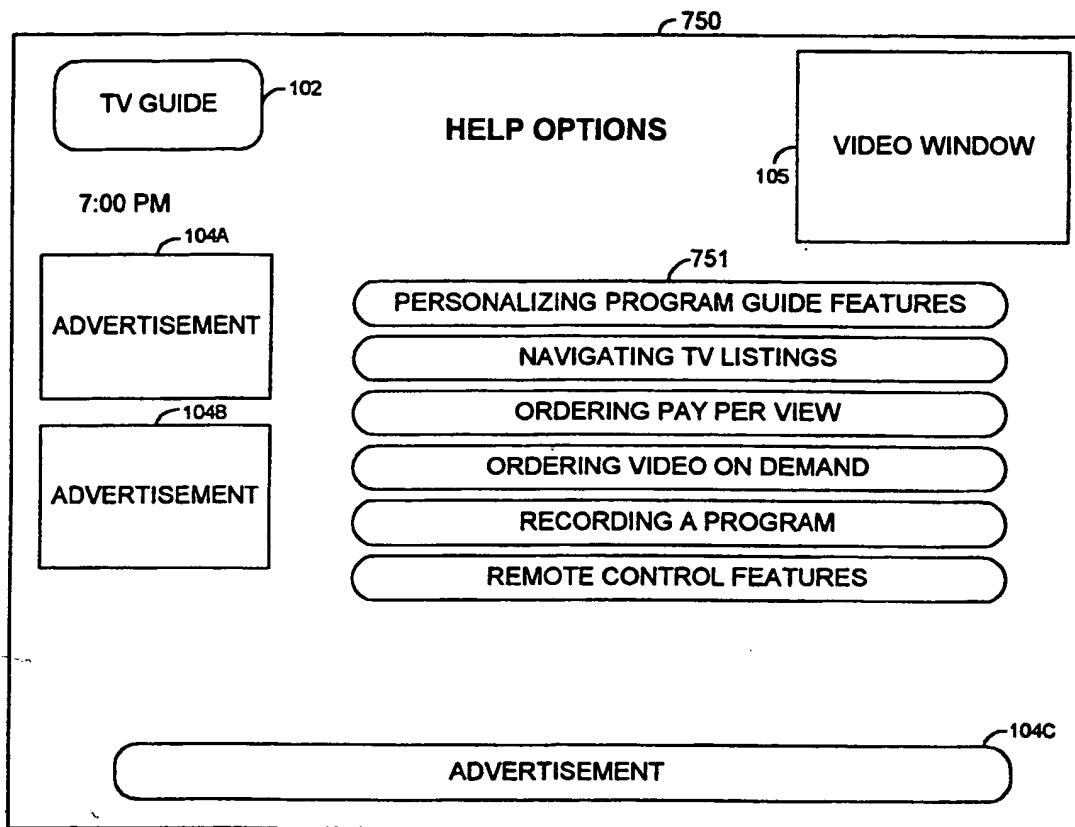 750
TV GUIDE
102
HELP OPTIONS
VIDEO WINDOW
105
7:00 PM
104A
ADVERTISEMENT
751
PERSONALIZING PROGRAM GUIDE FEATURES
NAVIGATING TV LISTINGS
104B
ADVERTISEMENT
ORDERING PAY PER VIEW
ORDERING VIDEO ON DEMAND
RECORDING A PROGRAM
REMOTE CONTROL FEATURES
104C
ADVERTISEMENT